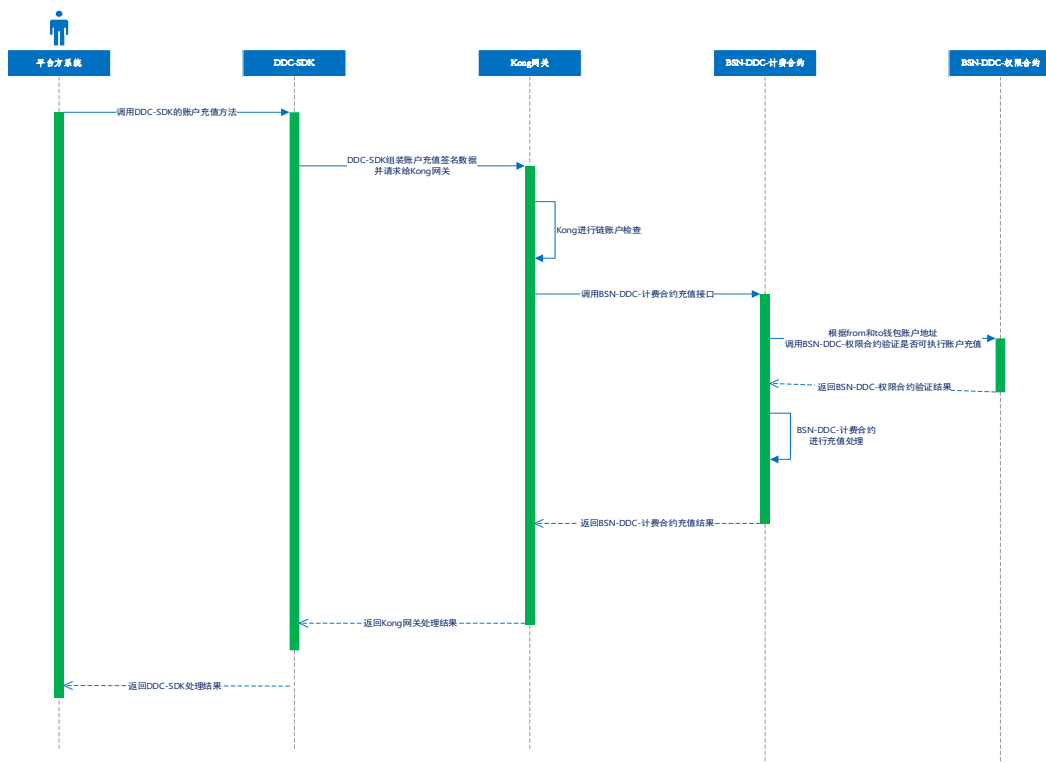 平台方系统
DDC-SDK
Kong网关
BSN-DDC-计费合约
BSN-DDC-权限合约
调用DDC-SDK的账户充值方法
DDC-SDK组装账户充值签名数据
并请求给Kong网关
Kong进行链账户检查
调用BSN-DDC-计费合约充值接口
根据from和to钱包账户地址
调用BSN-DDC-权限合约验证是否可执行账户充值
返回BSN-DDC-权限合约验证结果
BSN-DDC-计费合约
进行充值处理
返回BSN-DDC-计费合约充值结果
返回Kong网关处理结果
返回DDC-SDK处理结果